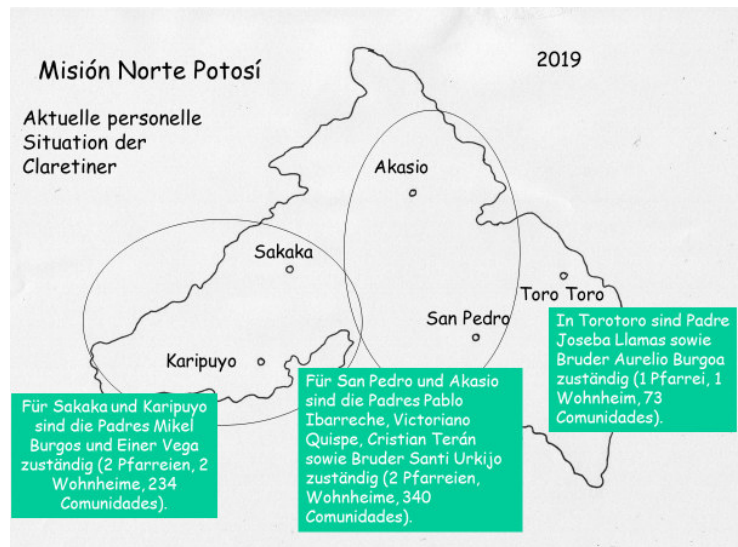 Misión Norte Potosí
2019
Aktuelle personelle
Situation der
Claretiner
Akasio
Sakaka
Toro Toro
San Pedro
Karipuyo
In Torotoro sind Padre
Joseba Llamas sowie
Bruder Aurelio Burgoa
zuständig (1 Pfarrei, 1
Wohnheim, 73
Comunidades).
Für San Pedro und Akasio
sind die Padres Pablo
Ibarreche, Victoriano
Quispe, Cristian Terán
sowie Bruder Santi Urkijo
zuständig (2 Pfarreien,
Wohnheime, 340
Comunidades).
Für Sakaka und Karipuyo
sind die Padres Mikel
Burgos und Einer Vega
zuständig (2 Pfarreien, 2
Wohnheime, 234
Comunidades).